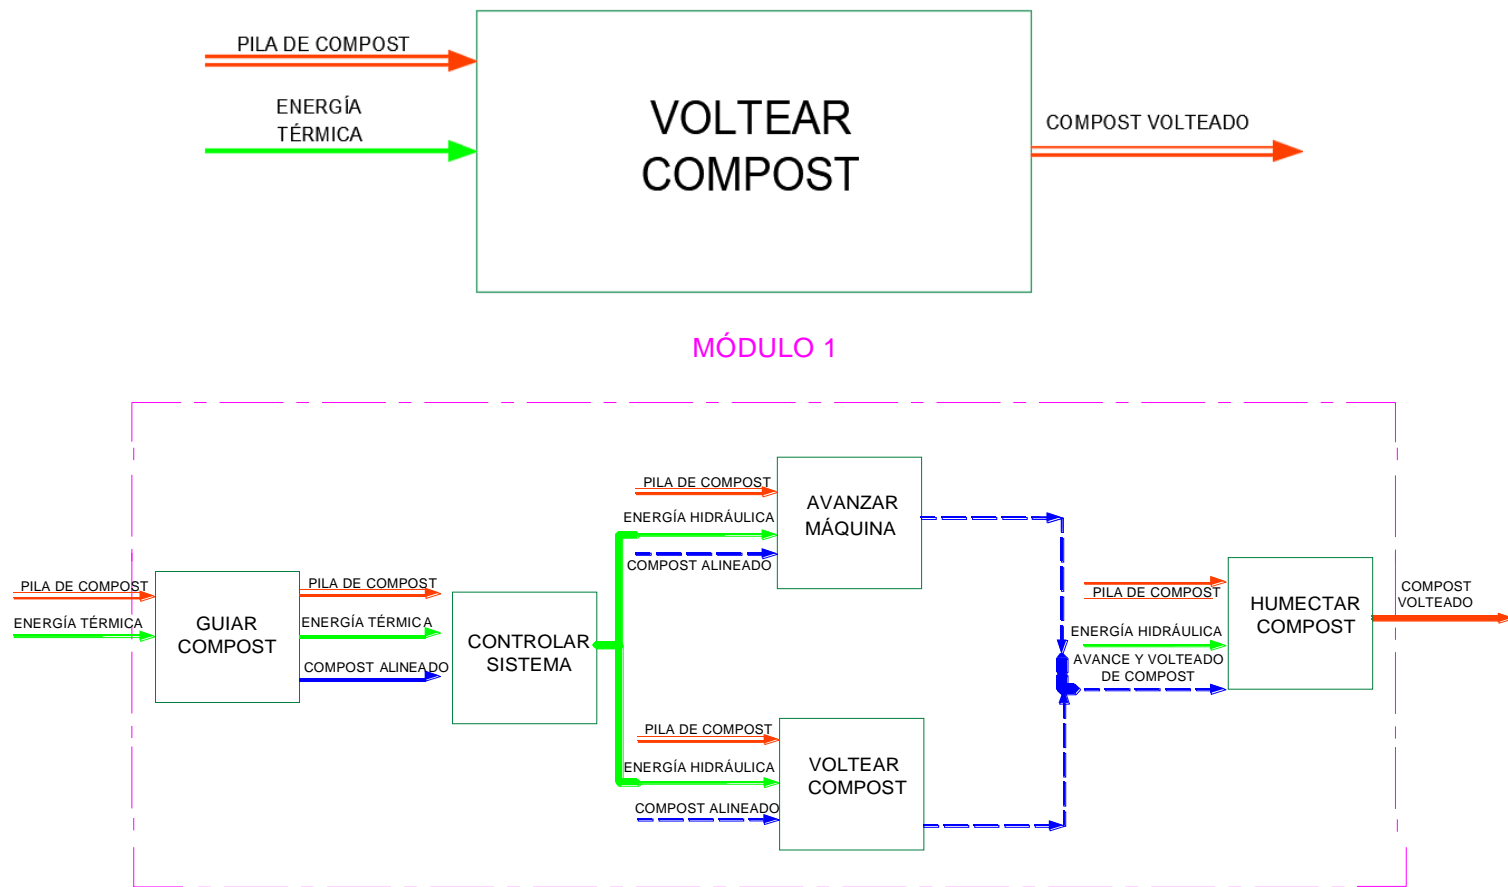 PILA DE COMPOST
ENERGÍA
TÉRMICA
VOLTEAR
COMPOST
COMPOST VOLTEADO
MÓDULO 1
PILA DE COMPOST
ENERGÍA TÉRMICA
GUIAR
COMPOST
PILA DE COMPOST
ENERGÍA TÉRMICA
COMPOST ALINEADO
CONTROLAR
SISTEMA
PILA DE COMPOST
ENERGÍA HIDRÁULICA
COMPOST ALINEADO
AVANZAR
MÁQUINA
PILA DE COMPOST
ENERGÍA HIDRÁULICA
COMPOST ALINEADO
VOLTEAR
COMPOST
PILA DE COMPOST
ENERGÍA HIDRÁULICA
AVANCE Y VOLTEADO
DE COMPOST
HUMECTAR
COMPOST
COMPOST
VOLTEADO